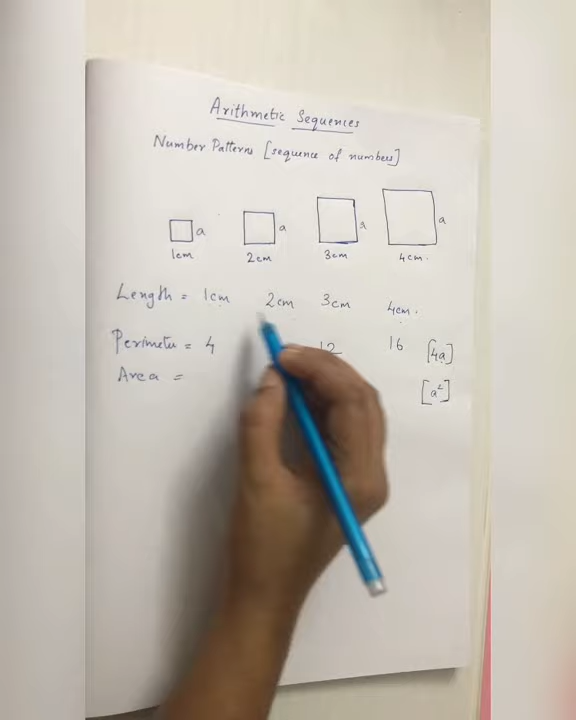 Arithmetic Sequences
Number Patterns [sequence of numbers]
a a a a
1cm 2cm 3cm 4cm.
Length = 1cm 2cm 3cm 4cm.
Perimeter = 4 12 16 [4a]
Area = [a²]